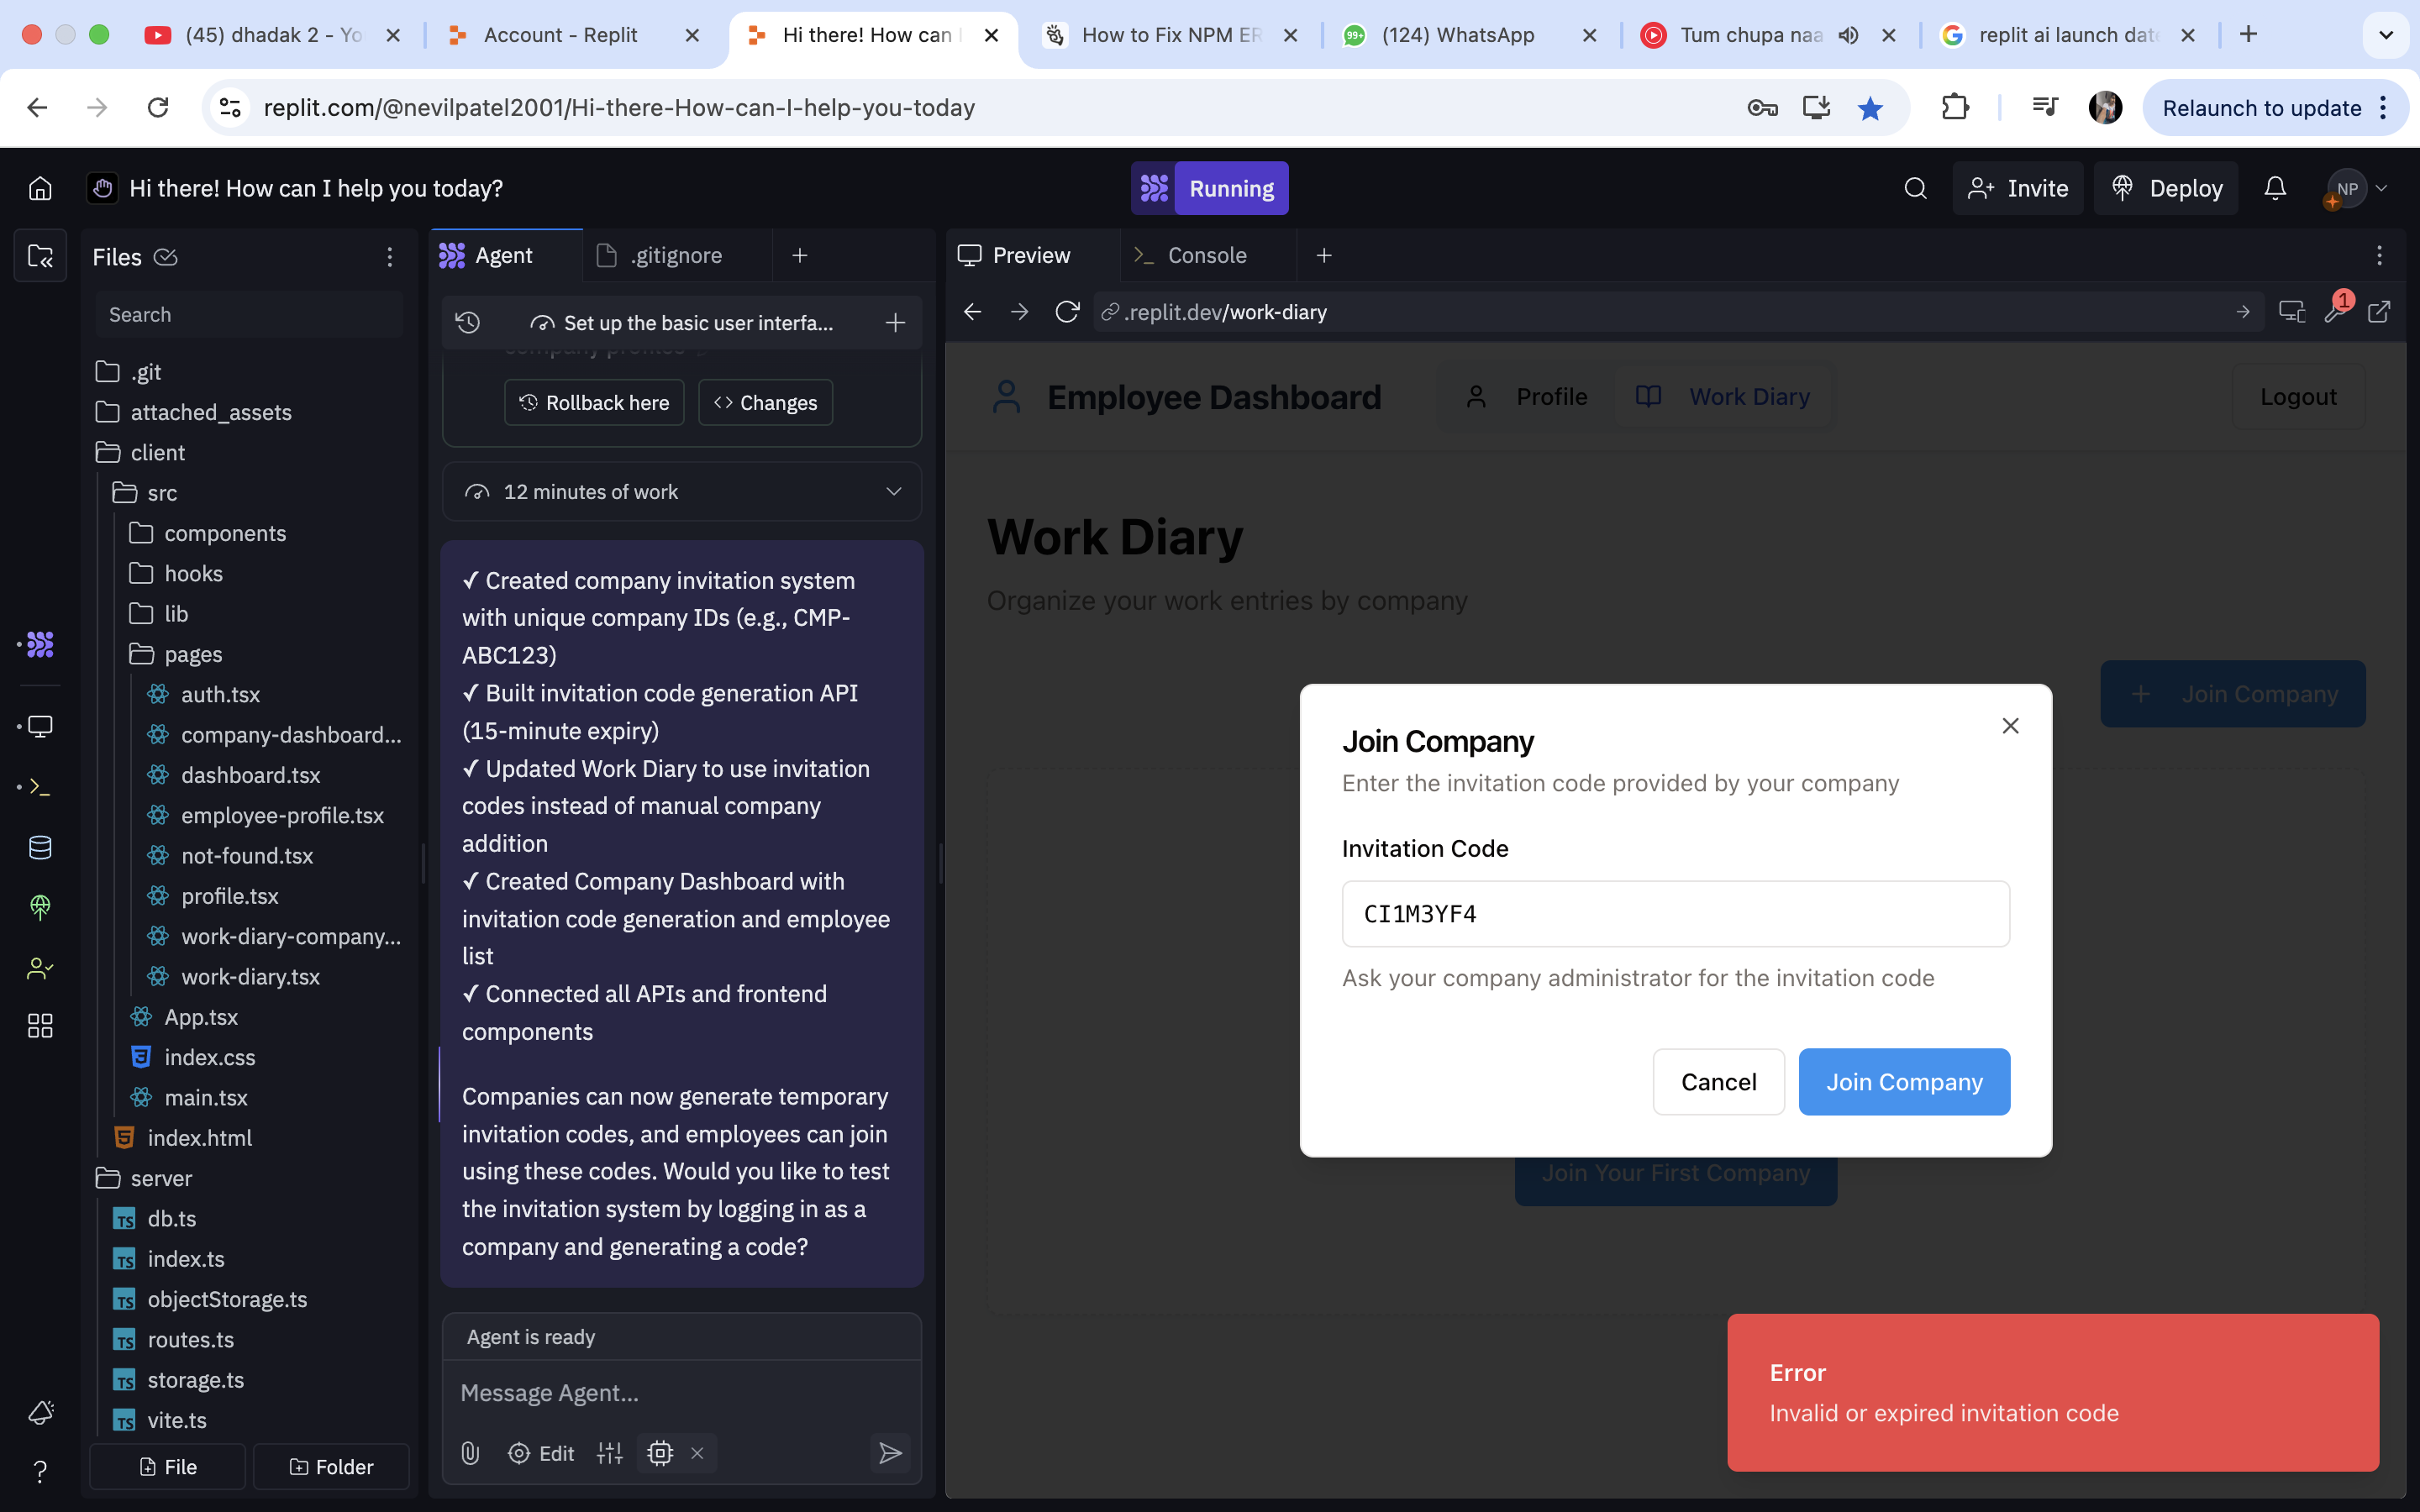 (45) dhadak 2 - Yo
Account - Replit
Hi there! How can I
How to Fix NPM ER
99+
(124) WhatsApp
Tum chupa naa
replit ai launch date
replit.com/@nevilpatel2001/Hi-there-How-can-I-help-you-today
Relaunch to update
Hi there! How can I help you today?
Running
Invite
Deploy
NP
Files
Search
.git
attached_assets
client
src
components
hooks
lib
pages
auth.tsx
company-dashboard...
dashboard.tsx
employee-profile.tsx
not-found.tsx
profile.tsx
work-diary-company...
work-diary.tsx
App.tsx
index.css
main.tsx
index.html
server
TS db.ts
TS index.ts
TS objectStorage.ts
TS routes.ts
TS storage.ts
TS vite.ts
File
Folder
Agent
.gitignore
Set up the basic user interfa...
company profiles
Rollback here
Changes
12 minutes of work
✓ Created company invitation system
with unique company IDs (e.g., CMP-
ABC123)
✓ Built invitation code generation API
(15-minute expiry)
✓ Updated Work Diary to use invitation
codes instead of manual company
addition
✓ Created Company Dashboard with
invitation code generation and employee
list
✓ Connected all APIs and frontend
components
Companies can now generate temporary
invitation codes, and employees can join
using these codes. Would you like to test
the invitation system by logging in as a
company and generating a code?
Agent is ready
Message Agent...
Edit
Preview
Console
.replit.dev/work-diary
1
Employee Dashboard
Profile
Work Diary
Logout
Work Diary
Organize your work entries by company
+ Join Company
Join Company
Enter the invitation code provided by your company
Invitation Code
CI1M3YF4
Ask your company administrator for the invitation code
Cancel
Join Company
Join Your First Company
Error
Invalid or expired invitation code